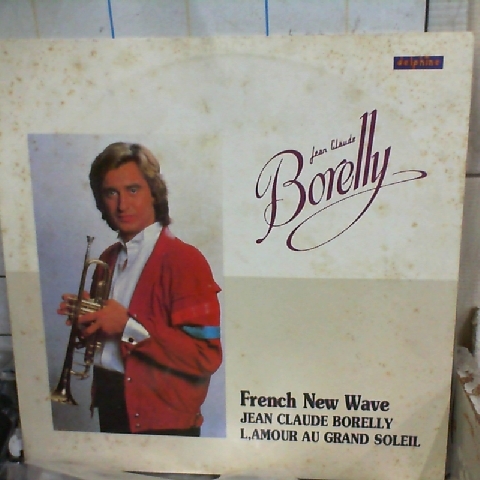 delphine
Jean Claude
Borelly
French New Wave
JEAN CLAUDE BORELLY
L,AMOUR AU GRAND SOLEIL